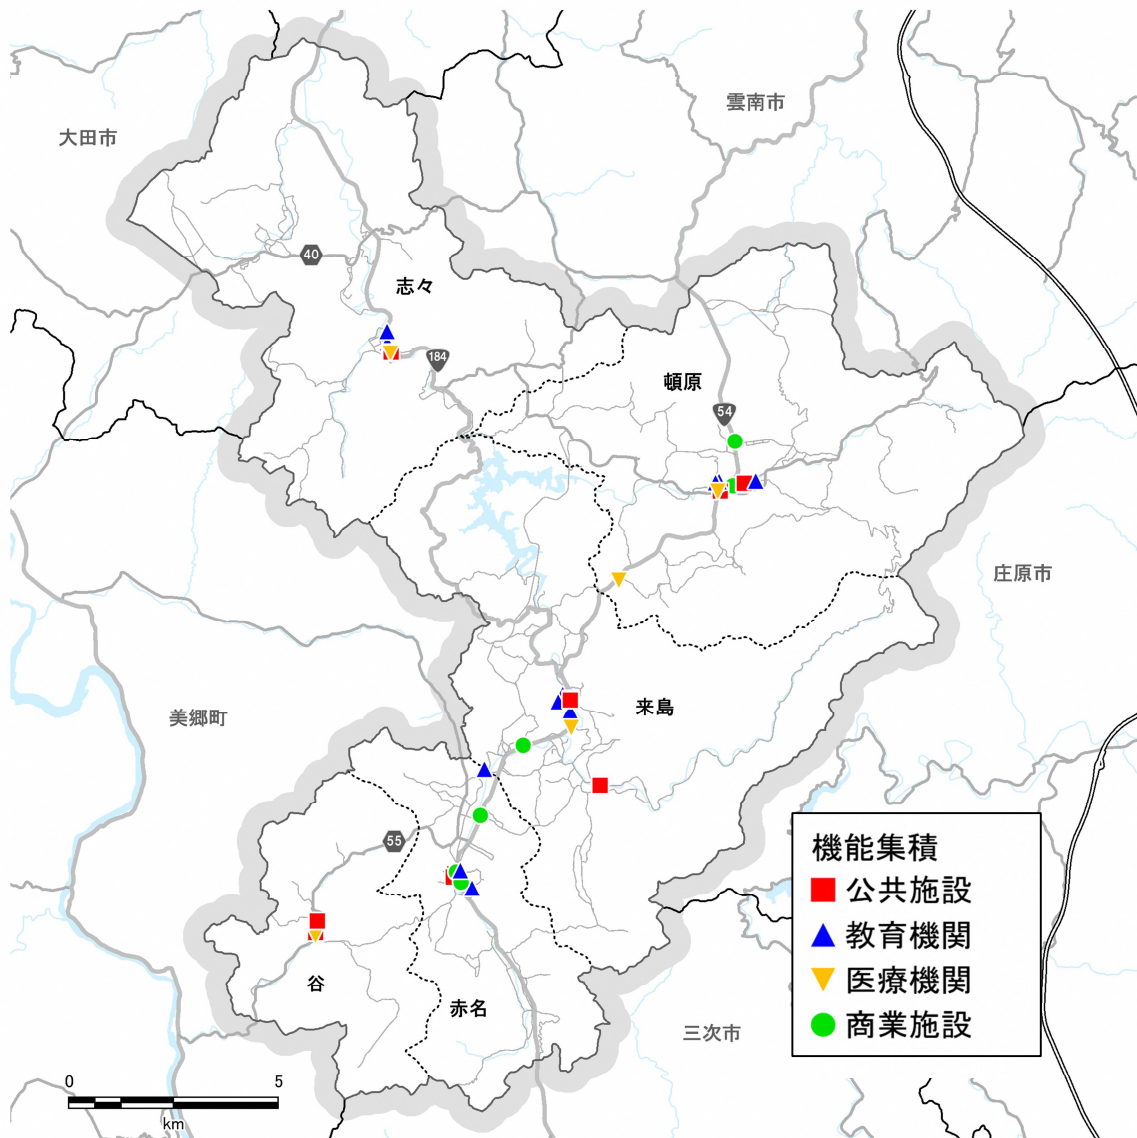 雲南市
大田市
40
志々
184
頓原
54
庄原市
来島
美郷町
55
機能集積
公共施設
教育機関
医療機関
商業施設
谷
赤名
三次市
0 5
km